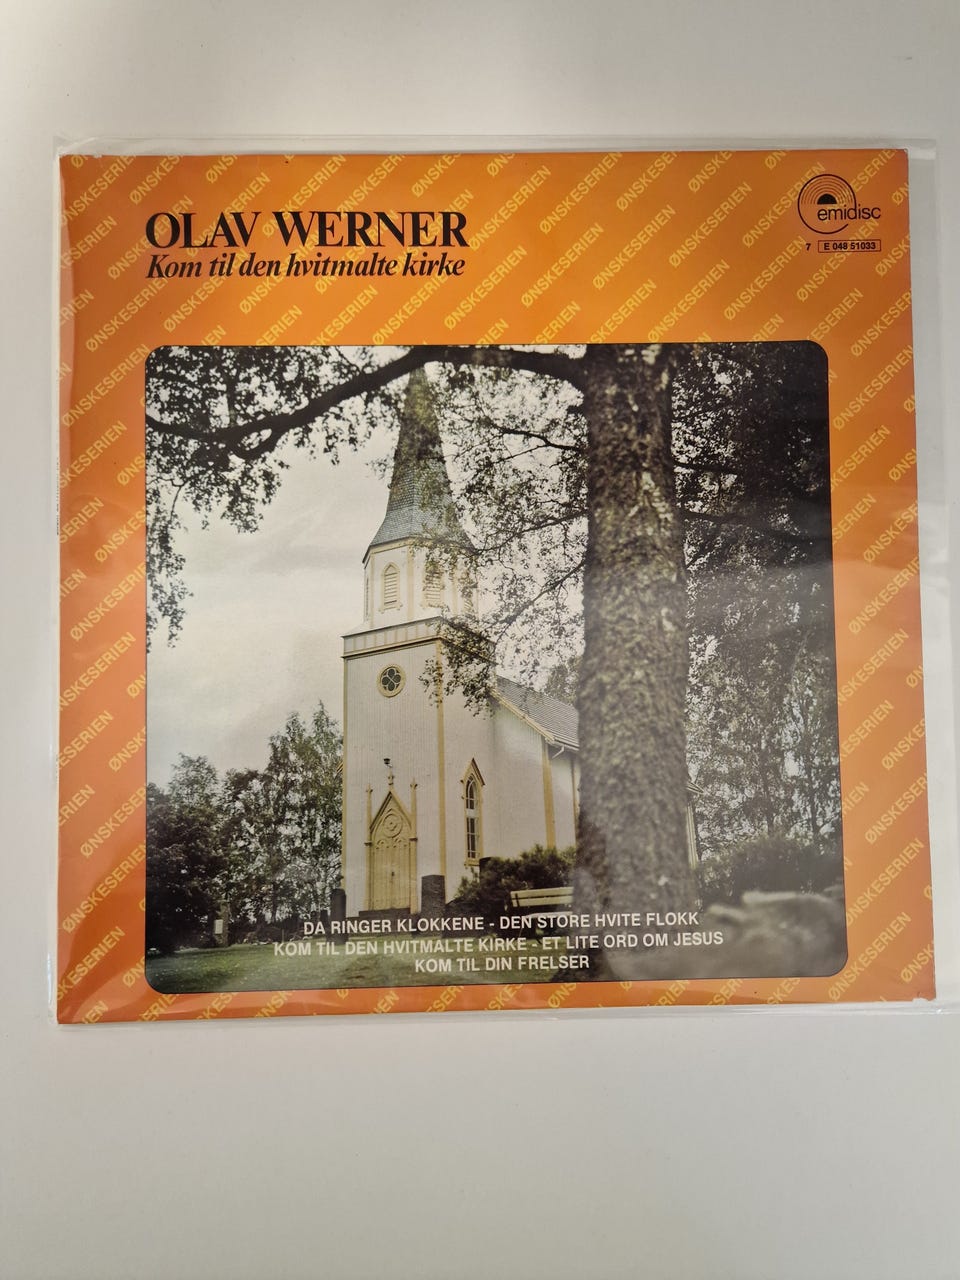 OLAV WERNER
Kom til den hvitmalte kirke
emidisc
7 E 048 51033
ØNSKESERIEN
DA RINGER KLOKKENE - DEN STORE HVITE FLOKK
KOM TIL DEN HVITMALTE KIRKE - ET LITE ORD OM JESUS
KOM TIL DIN FRELSER